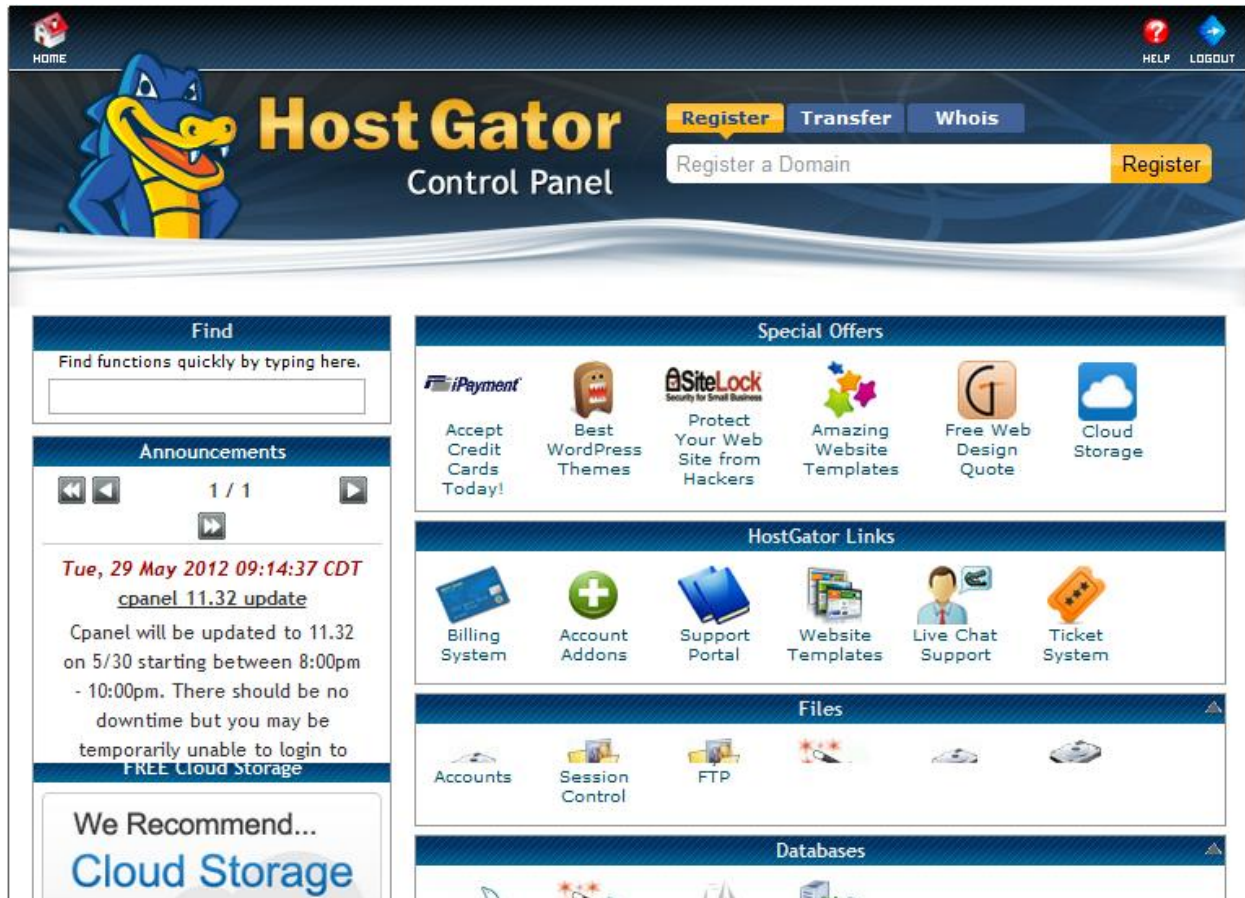 HOME
HELP LOGOUT
HostGator
Control Panel
Register Transfer Whois
Register a Domain Register
Find
Find functions quickly by typing here.
Announcements
1 / 1
Tue, 29 May 2012 09:14:37 CDT
cpanel 11.32 update
Cpanel will be updated to 11.32
on 5/30 starting between 8:00pm
- 10:00pm. There should be no
downtime but you may be
temporarily unable to login to
FREE Cloud Storage
We Recommend...
Cloud Storage
Special Offers
iPayment
Accept
Credit
Cards
Today!
Best
WordPress
Themes
SiteLock
Security for Small Business
Protect
Your Web
Site from
Hackers
Amazing
Website
Templates
Free Web
Design
Quote
Cloud
Storage
HostGator Links
Billing
System
Account
Addons
Support
Portal
Website
Templates
Live Chat
Support
Ticket
System
Files
Accounts
Session
Control
FTP
Databases